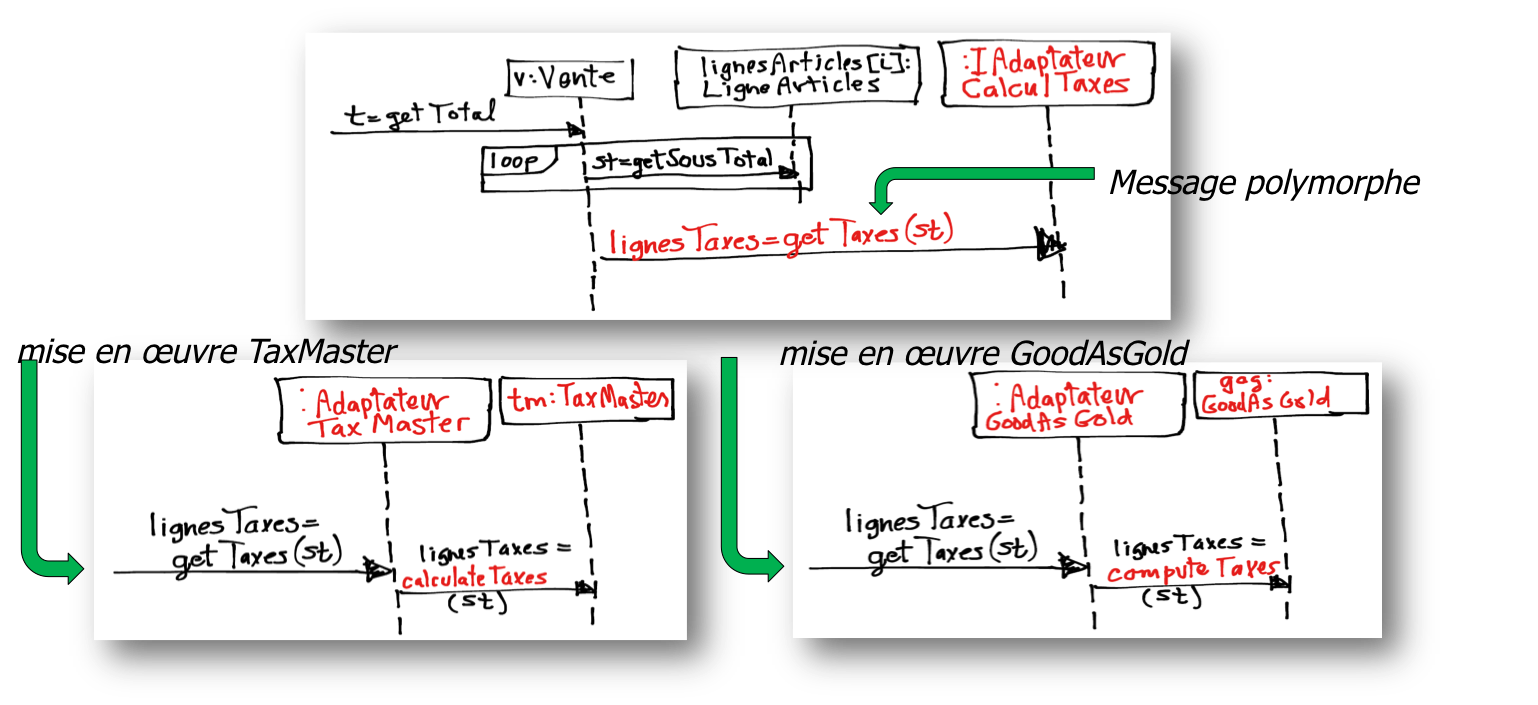 v:Vente
lignesArticles[i]:
LigneArticles
:IAdaptateur
CalculTaxes
t=getTotal
loop
st=getSousTotal
Message polymorphe
lignesTaxes=getTaxes(st)
mise en œuvre TaxMaster
:Adaptateur
TaxMaster
tm:TaxMaster
lignesTaxes=
getTaxes(st)
lignesTaxes=
calculateTaxes
(st)
mise en œuvre GoodAsGold
:Adaptateur
GoodAsGold
gag:
GoodAsGold
lignesTaxes=
getTaxes(st)
lignesTaxes=
computeTaxes
(st)